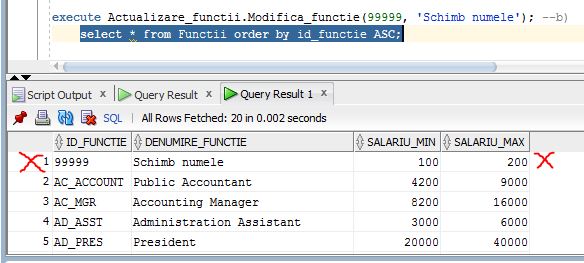 execute Actualizare_functii.Modifica_functie(99999, 'Schimb numele'); --b)
select * from Functii order by id_functie ASC;
Script Output x Query Result x Query Result 1 x
SQL | All Rows Fetched: 20 in 0.002 seconds
ID_FUNCTIE DENUMIRE_FUNCTIE SALARIU_MIN SALARIU_MAX
1 99999 Schimb numele 100 200
2 AC_ACCOUNT Public Accountant 4200 9000
3 AC_MGR Accounting Manager 8200 16000
4 AD_ASST Administration Assistant 3000 6000
5 AD_PRES President 20000 40000